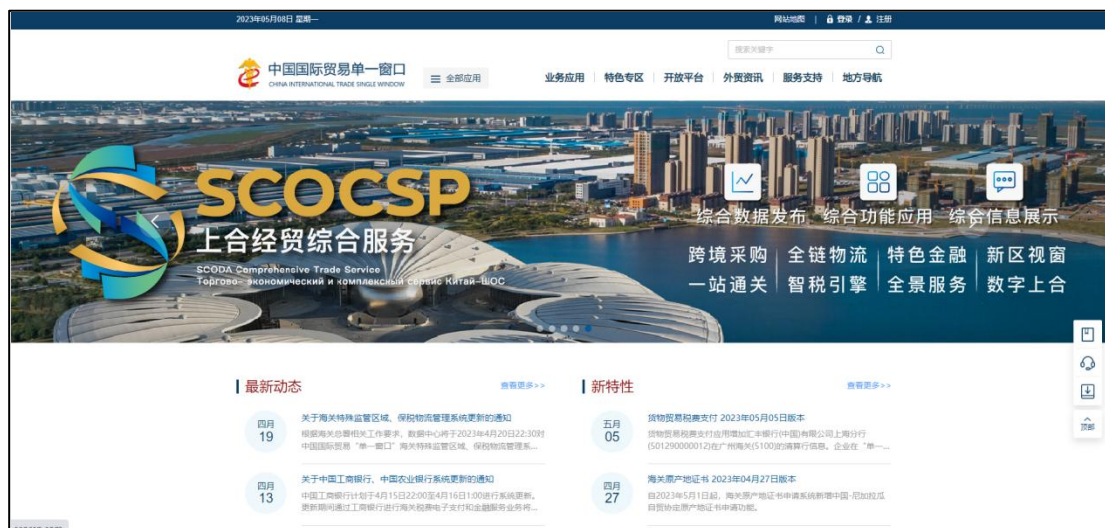 2023年05月08日 星期一
网站地图 | 登录 / 注册
搜索关键字
中国国际贸易单一窗口
CHINA INTERNATIONAL TRADE SINGLE WINDOW
全部应用
业务应用 特色专区 开放平台 外贸资讯 服务支持 地方导航
SCOCSP
上合经贸综合服务
SCODA Comprehensive Trade Service
Торгово- экономический и комплексный сервис Китай-ШОС
综合数据发布 综合功能应用 综合信息展示
跨境采购 全链物流 特色金融 新区视窗
一站通关 智税引擎 全景服务 数字上合
顶部
最新动态 查看更多>>
四月
19
关于海关特殊监管区域、保税物流管理系统更新的通知
根据海关总署相关工作要求，数据中心将于2023年4月20日22:30对
中国国际贸易“单一窗口”海关特殊监管区域、保税物流管理系...
四月
13
关于中国工商银行、中国农业银行系统更新的通知
中国工商银行计划于4月15日22:00至4月16日1:00进行系统更新。
更新期间通过工商银行进行海关税费电子支付和金融服务业务将...
新特性 查看更多>>
五月
05
货物贸易税费支付 2023年05月05日版本
货物贸易税费支付应用增加汇丰银行(中国)有限公司上海分行
(501290000012)在广州海关(5100)的清算行信息。企业在“单一...
四月
27
海关原产地证书 2023年04月27日版本
自2023年5月1日起，海关原产地证书申请系统新增中国-尼加拉瓜
自贸协定原产地证书申请功能。